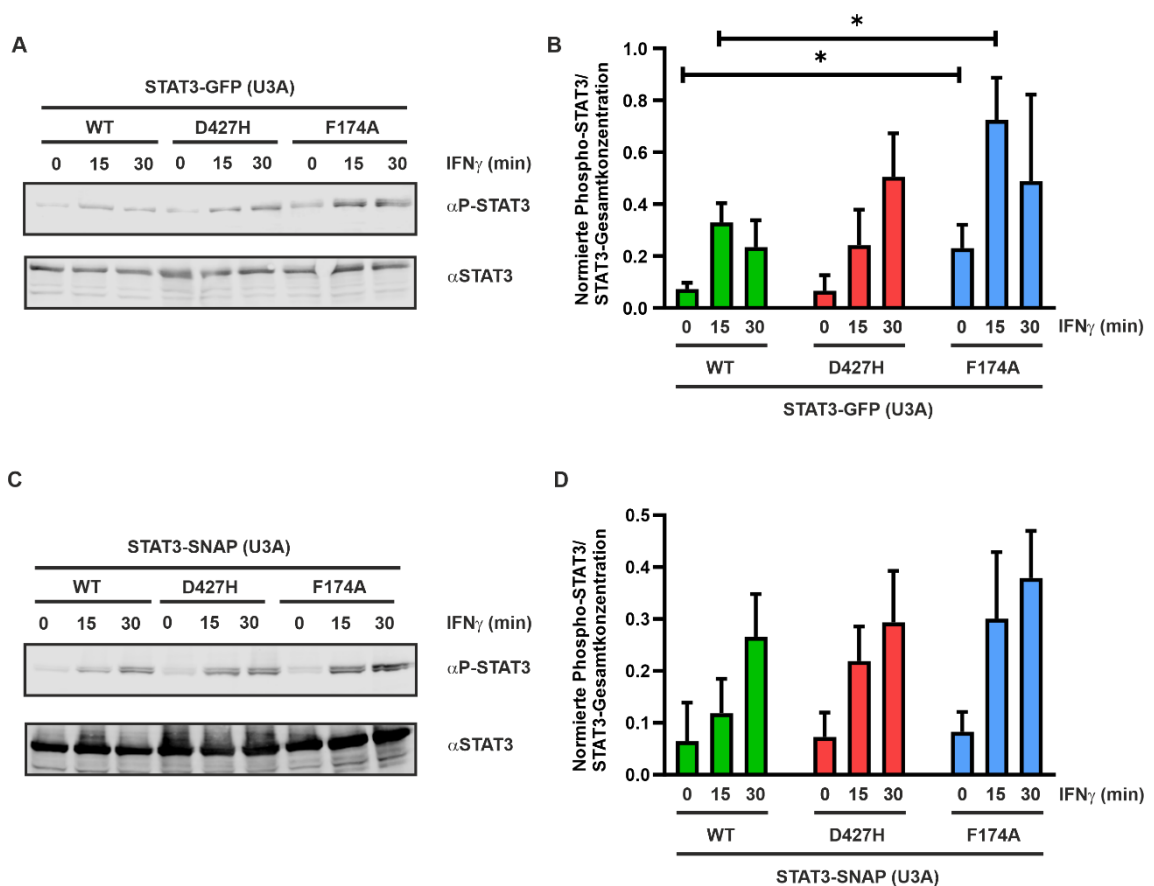 A
STAT3-GFP (U3A)
WT D427H F174A
0 15 30 0 15 30 0 15 30 IFNγ (min)
αP-STAT3
αSTAT3
B
Normierte Phospho-STAT3/
STAT3-Gesamtkonzentration
1.0
0.8
0.6
0.4
0.2
0.0
*
*
0 15 30 0 15 30 0 15 30 IFNγ (min)
WT D427H F174A
STAT3-GFP (U3A)
C
STAT3-SNAP (U3A)
WT D427H F174A
0 15 30 0 15 30 0 15 30 IFNγ (min)
αP-STAT3
αSTAT3
D
Normierte Phospho-STAT3/
STAT3-Gesamtkonzentration
0.5
0.4
0.3
0.2
0.1
0.0
0 15 30 0 15 30 0 15 30 IFNγ (min)
WT D427H F174A
STAT3-SNAP (U3A)